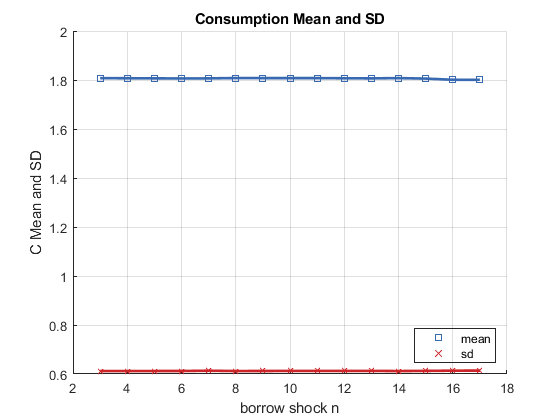 Consumption Mean and SD
2
1.8
1.6
1.4
1.2
1
0.8
0.6
C Mean and SD
mean
sd
2 4 6 8 10 12 14 16 18
borrow shock n